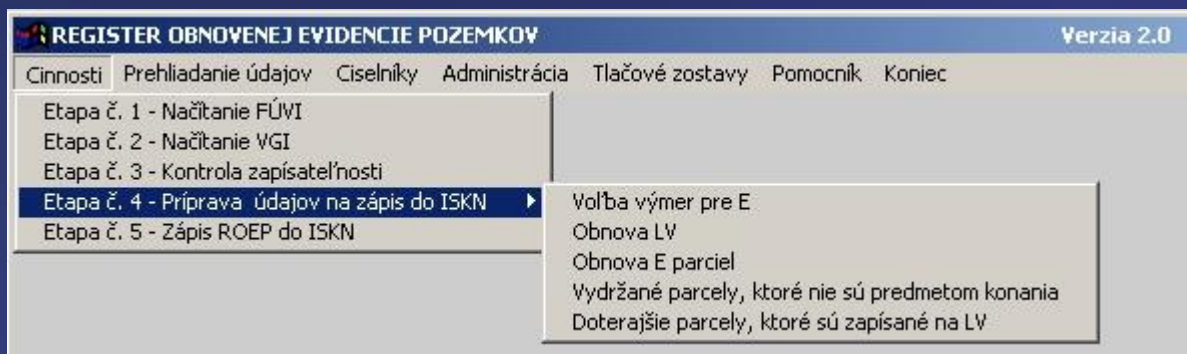 REGISTER OBNOVENEJ EVIDENCIE POZEMKOV Verzia 2.0
Cinnosti Prehliadanie údajov Ciselníky Administrácia Tlačové zostavy Pomocník Koniec
Etapa č. 1 - Načítanie FÚVI
Etapa č. 2 - Načítanie VGI
Etapa č. 3 - Kontrola zapísateľnosti
Etapa č. 4 - Príprava údajov na zápis do ISKN
Etapa č. 5 - Zápis ROEP do ISKN
Voľba výmer pre E
Obnova LV
Obnova E parciel
Vydržané parcely, ktoré nie sú predmetom konania
Doterajšie parcely, ktoré sú zapísané na LV